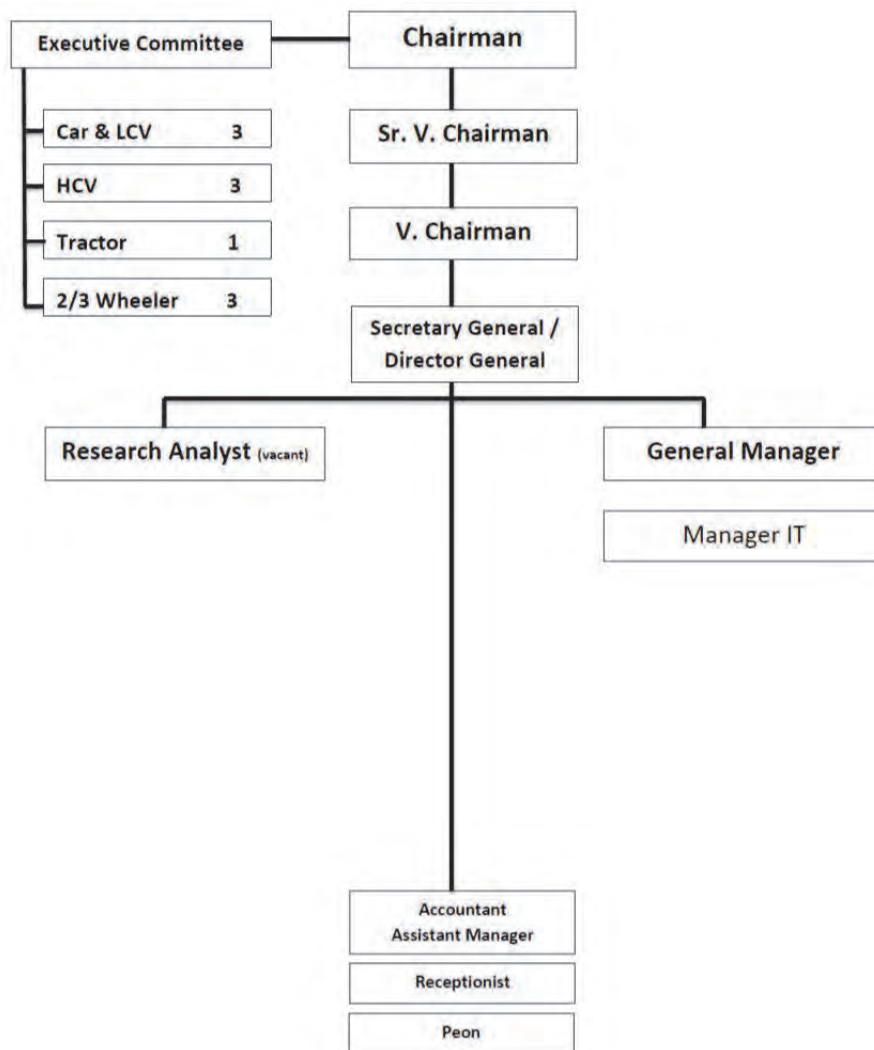 Executive Committee
Chairman
Car & LCV 3
HCV 3
Tractor 1
2/3 Wheeler 3
Sr. V. Chairman
V. Chairman
Secretary General /
Director General
Research Analyst (vacant)
General Manager
Manager IT
Accountant
Assistant Manager
Receptionist
Peon